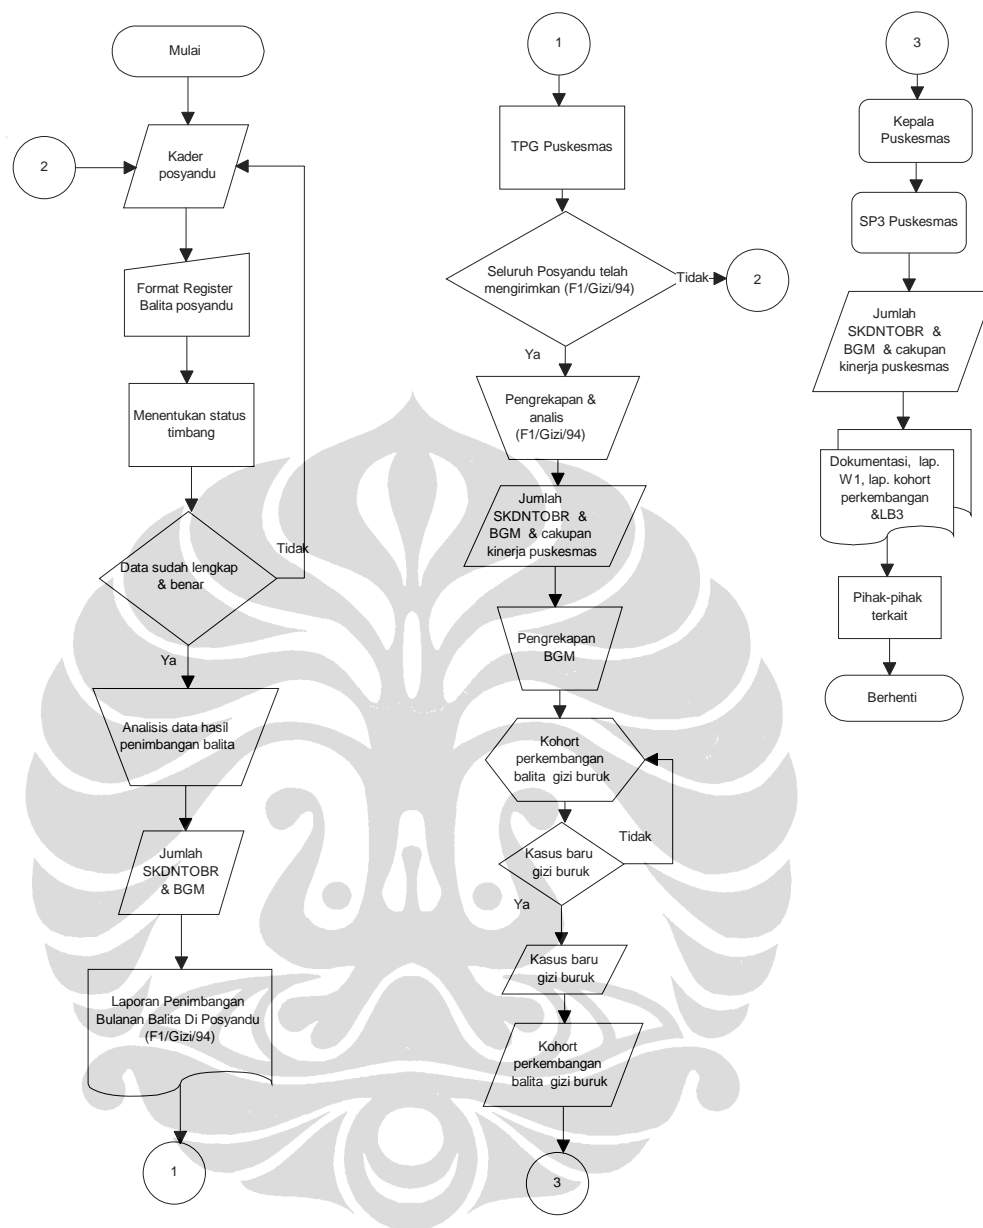 Mulai
2
Kader
posyandu
Format Register
Balita posyandu
Menentukan status
timbang
Data sudah lengkap
& benar
Tidak
Ya
Analisis data hasil
penimbangan balita
Jumlah
SKDNTOBR
& BGM
Laporan Penimbangan
Bulanan Balita Di Posyandu
(F1/Gizi/94)
1
1
TPG Puskesmas
Seluruh Posyandu telah
mengirimkan (F1/Gizi/94)
Tidak
2
Ya
Pengrekapan &
analis
(F1/Gizi/94)
Jumlah
SKDNTOBR &
BGM & cakupan
kinerja puskesmas
Pengrekapan
BGM
Kohort
perkembangan
balita gizi buruk
Tidak
Kasus baru
gizi buruk
Ya
Kasus baru
gizi buruk
Kohort
perkembangan
balita gizi buruk
3
3
Kepala
Puskesmas
SP3 Puskesmas
Jumlah
SKDNTOBR &
BGM & cakupan
kinerja puskesmas
Dokumentasi, lap.
W1, lap. kohort
perkembangan
&LB3
Pihak-pihak
terkait
Berhenti